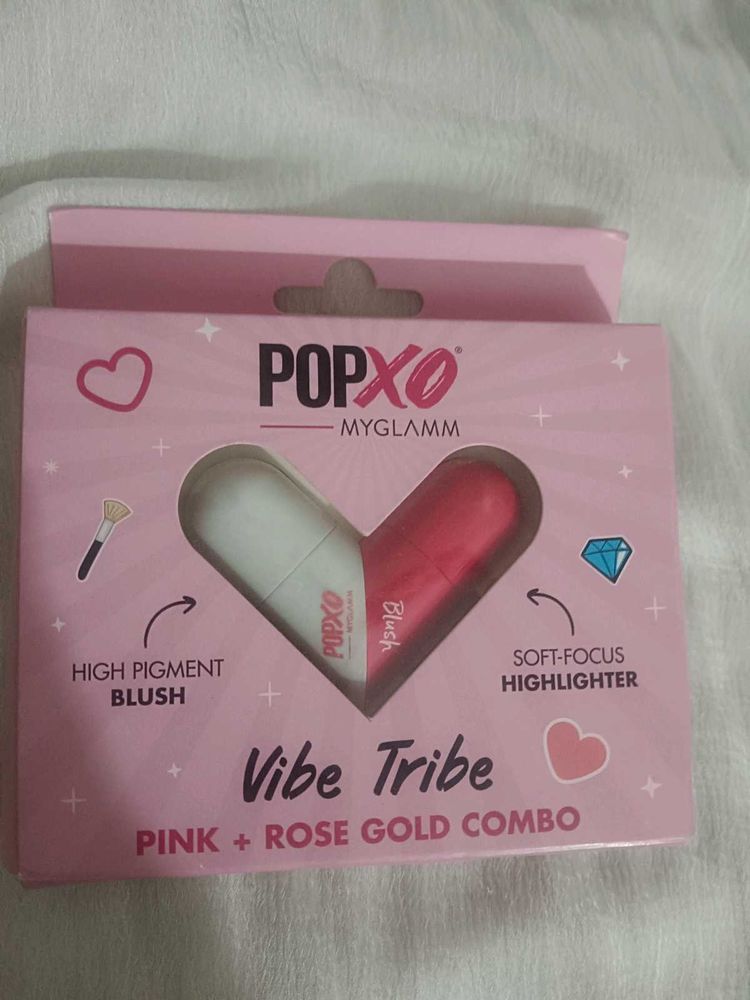 POPXO®
MYGLAMM
POPXO
MYGLAMM
Blush
HIGH PIGMENT
BLUSH
SOFT-FOCUS
HIGHLIGHTER
Vibe Tribe
PINK + ROSE GOLD COMBO